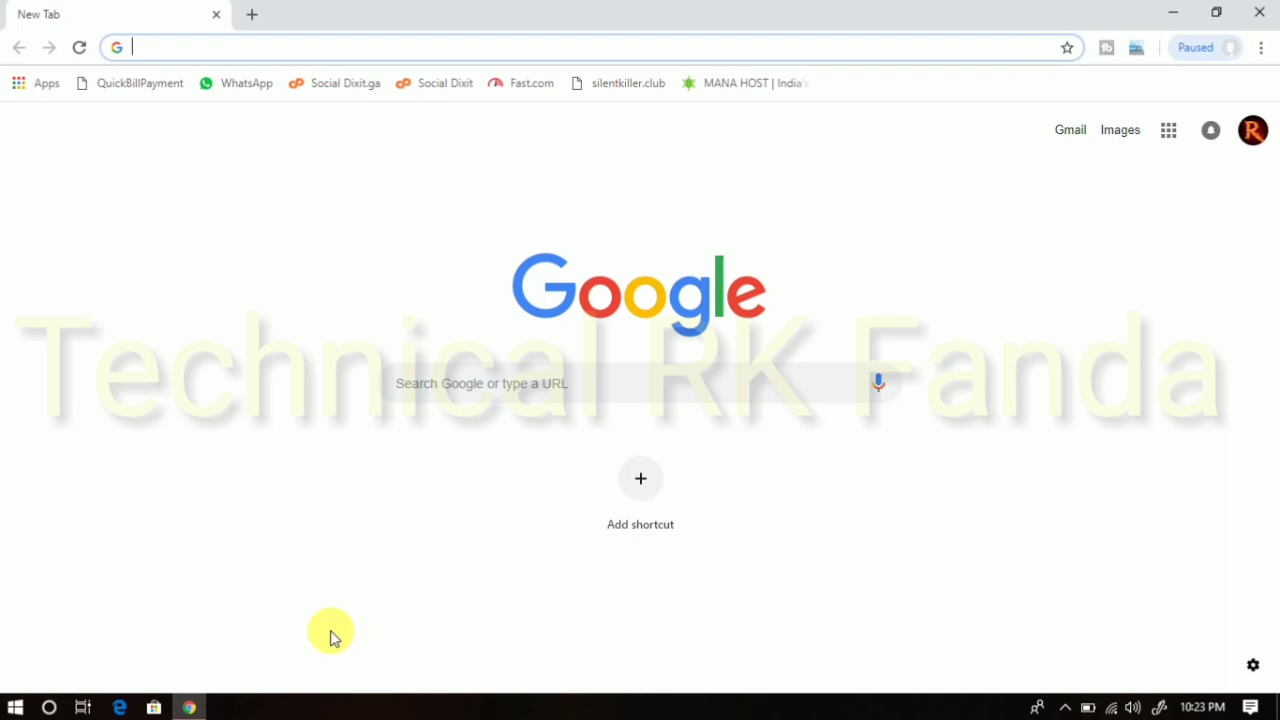 New Tab
Paused
Apps QuickBillPayment WhatsApp Social Dixit.ga Social Dixit Fast.com silentkiller.club MANA HOST | India's
Gmail Images
R
Google
Technical RK Fanda
Search Google or type a URL
Add shortcut
10:23 PM